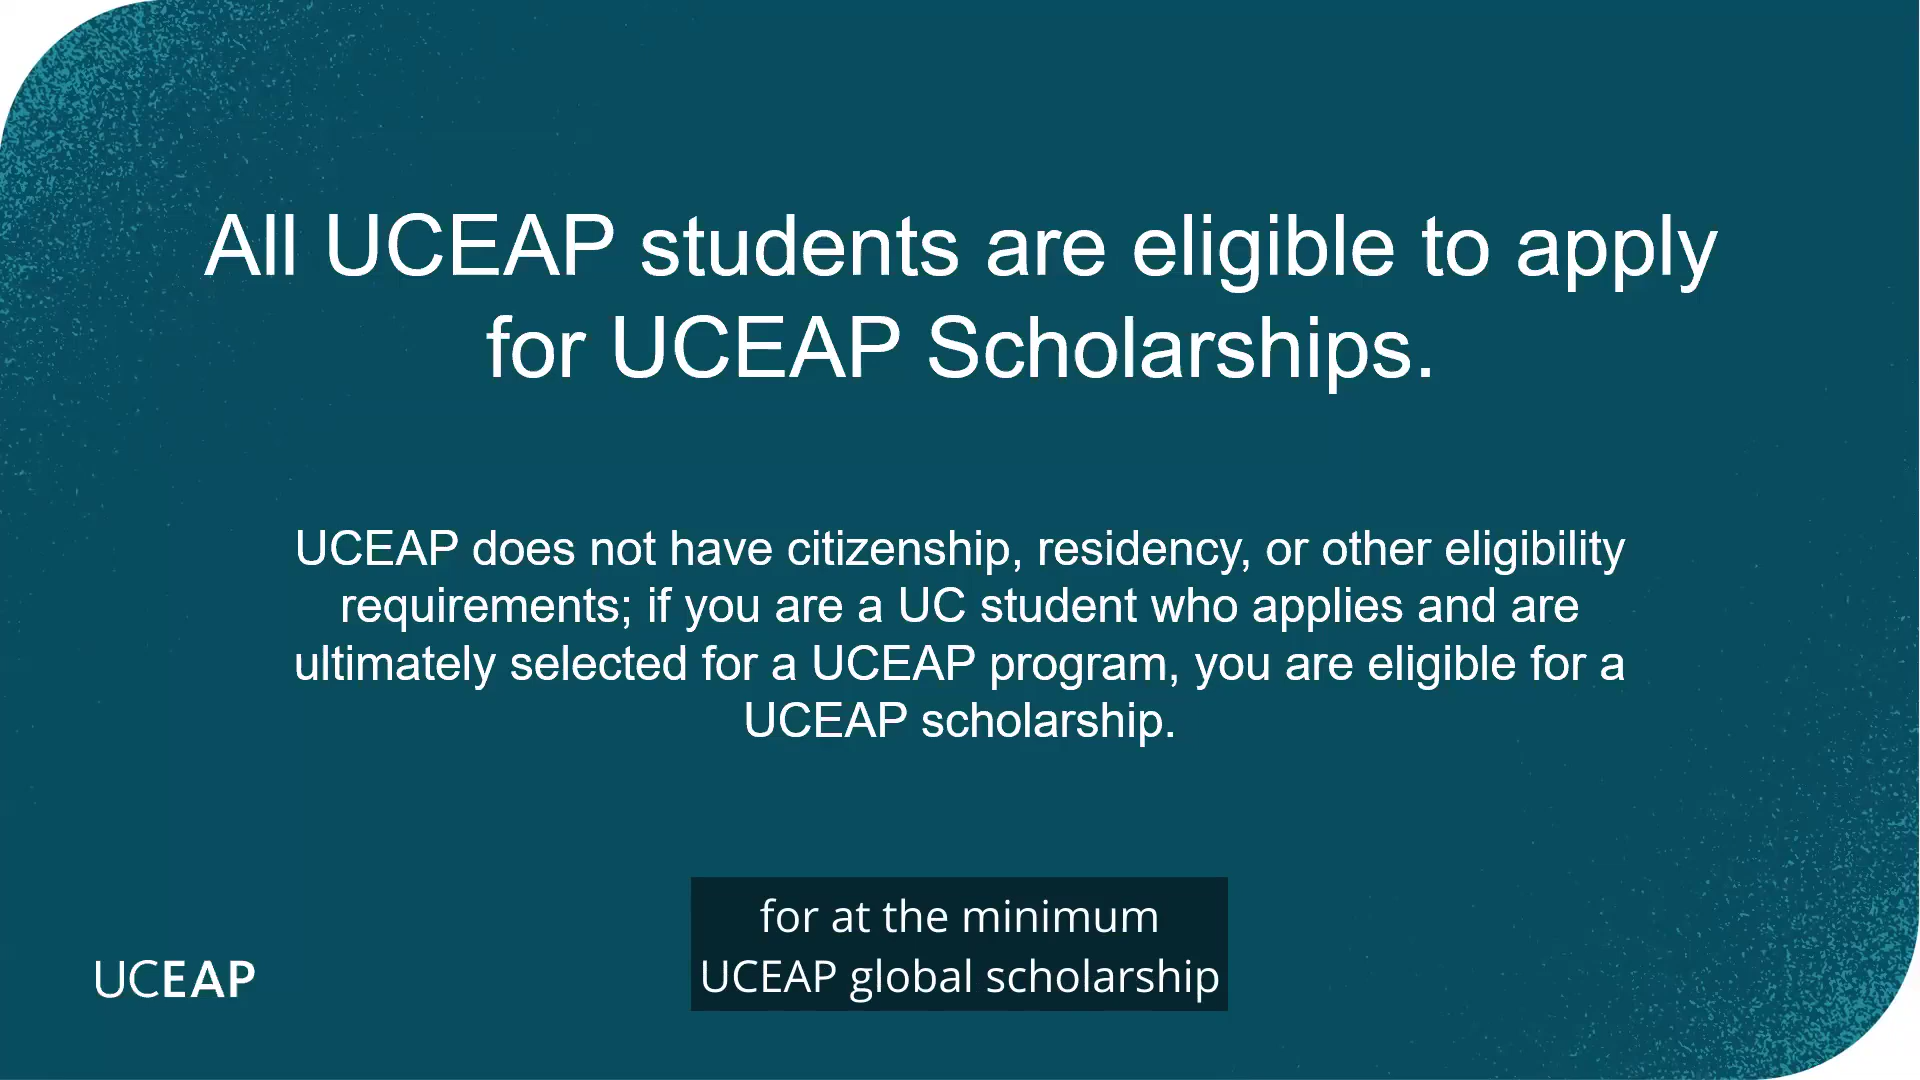 All UCEAP students are eligible to apply
for UCEAP Scholarships.
UCEAP does not have citizenship, residency, or other eligibility
requirements; if you are a UC student who applies and are
ultimately selected for a UCEAP program, you are eligible for a
UCEAP scholarship.
for at the minimum
UCEAP global scholarship
UCEAP